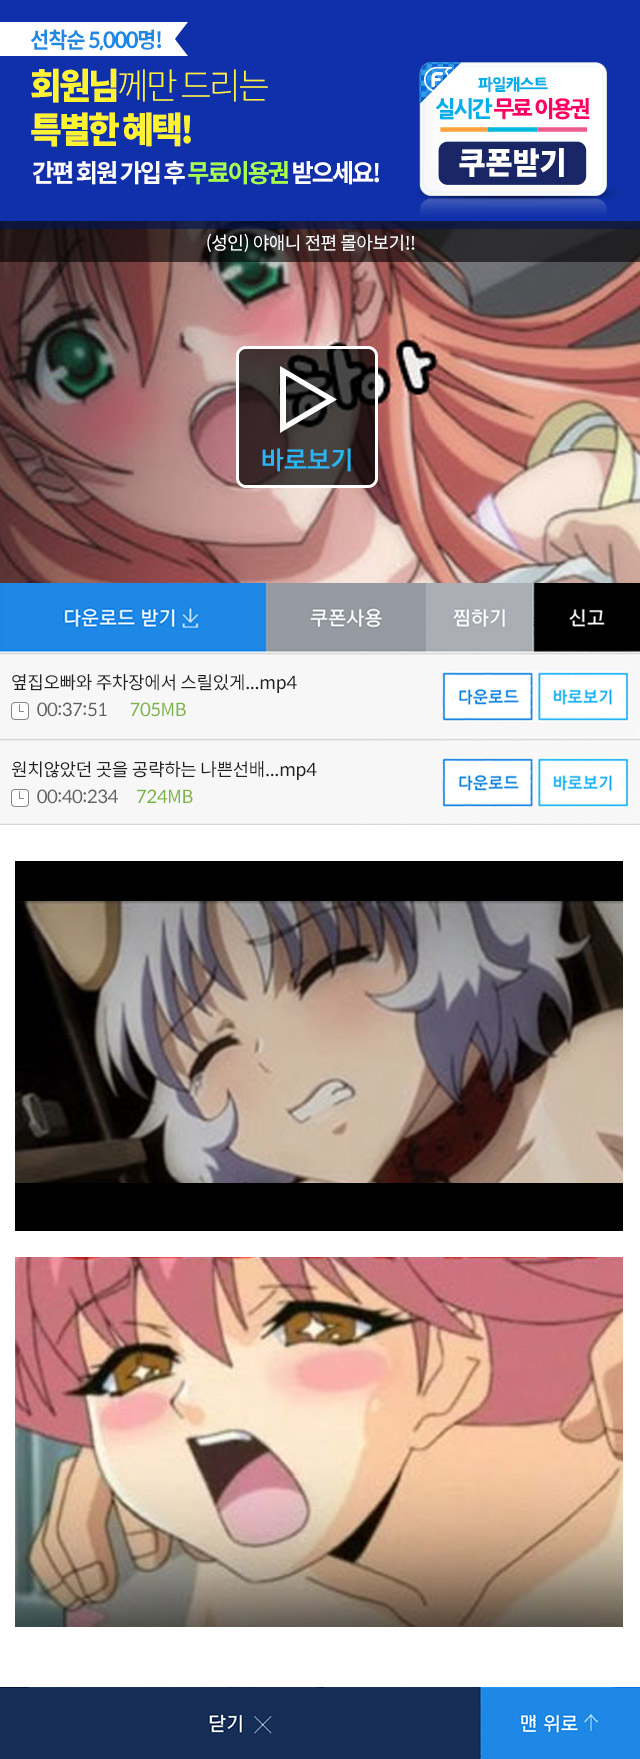 선착순 5,000명!
회원님께만 드리는
특별한 혜택!
간편 회원 가입 후 무료이용권 받으세요!
파일캐스트
실시간 무료 이용권
쿠폰받기
(성인) 야애니 전편 몰아보기!!
바로보기
다운로드 받기
쿠폰사용
찜하기
신고
옆집오빠와 주차장에서 스릴있게...mp4
00:37:51 705MB
다운로드
바로보기
원치않았던 곳을 공략하는 나쁜선배...mp4
00:40:234 724MB
다운로드
바로보기
닫기
맨 위로